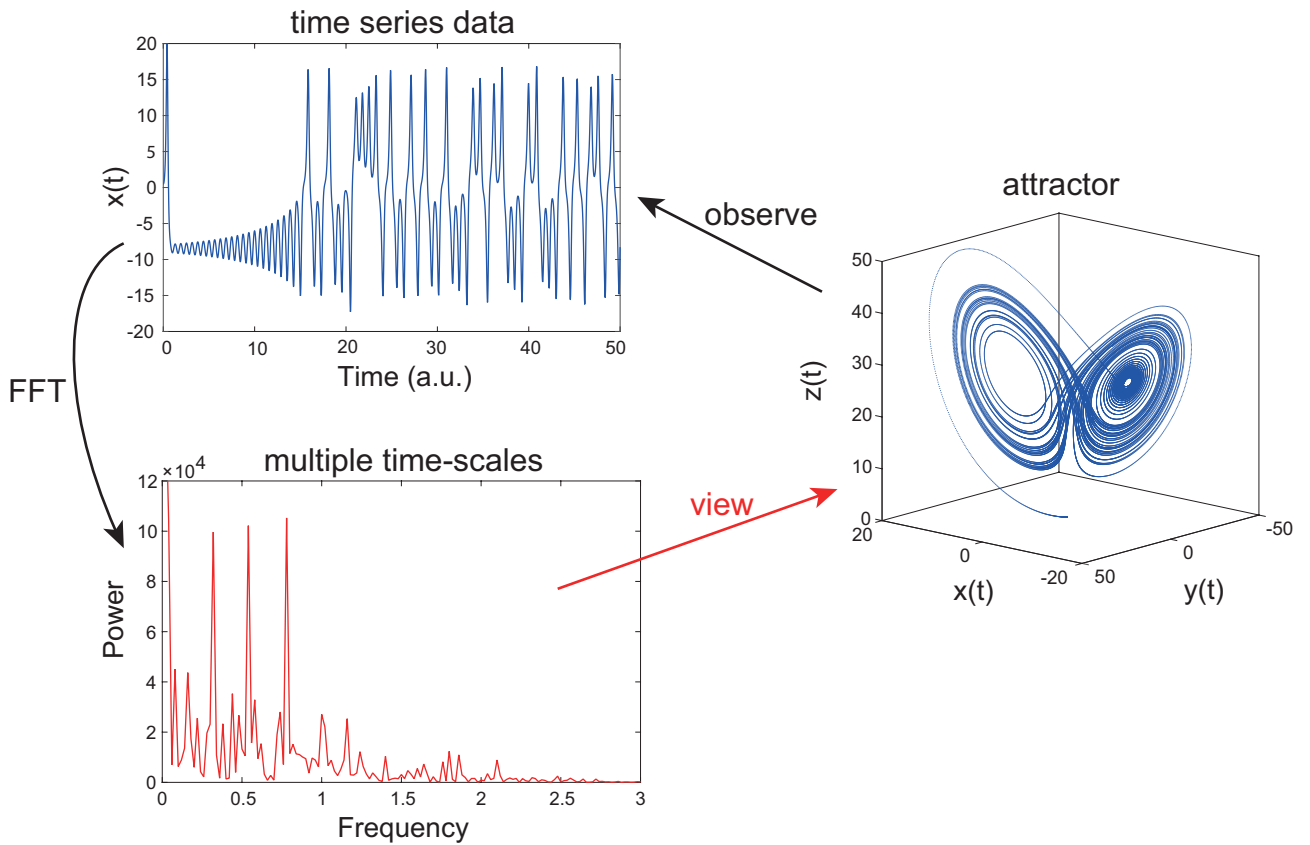 time series data
20
15
10
5
0
-5
-10
-15
-20
x(t)
0 10 20 30 40 50
Time (a.u.)
FFT
observe
view
multiple time-scales
×10⁴
12
10
8
6
4
2
0
Power
0 0.5 1 1.5 2 2.5 3
Frequency
attractor
50
40
30
20
10
0
z(t)
20 0 -20
x(t)
50 0 -50
y(t)